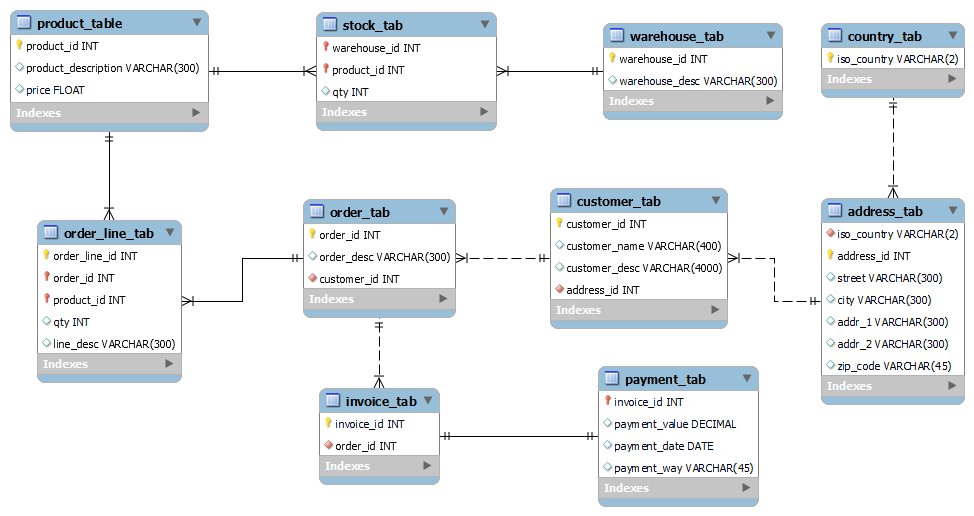 product_table
product_id INT
product_description VARCHAR(300)
price FLOAT
Indexes
stock_tab
warehouse_id INT
product_id INT
qty INT
Indexes
warehouse_tab
warehouse_id INT
warehouse_desc VARCHAR(300)
Indexes
country_tab
iso_country VARCHAR(2)
Indexes
order_line_tab
order_line_id INT
order_id INT
product_id INT
qty INT
line_desc VARCHAR(300)
Indexes
order_tab
order_id INT
order_desc VARCHAR(300)
customer_id INT
Indexes
customer_tab
customer_id INT
customer_name VARCHAR(400)
customer_desc VARCHAR(4000)
address_id INT
Indexes
address_tab
iso_country VARCHAR(2)
address_id INT
street VARCHAR(300)
city VARCHAR(300)
addr_1 VARCHAR(300)
addr_2 VARCHAR(300)
zip_code VARCHAR(45)
Indexes
invoice_tab
invoice_id INT
order_id INT
Indexes
payment_tab
invoice_id INT
payment_value DECIMAL
payment_date DATE
payment_way VARCHAR(45)
Indexes